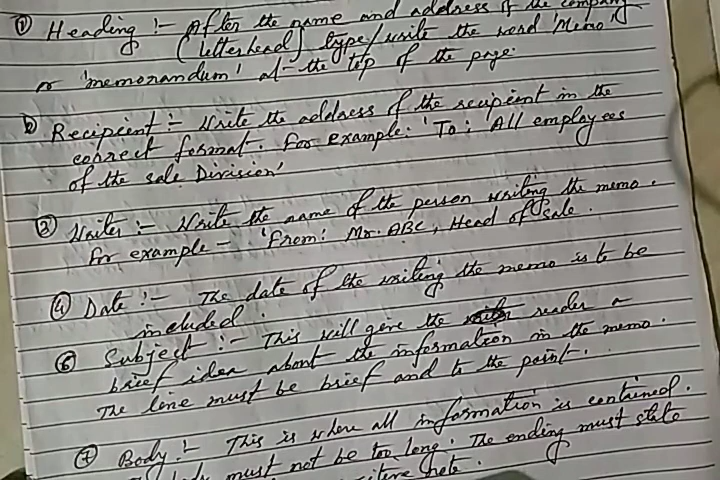 ① Heading :- After the name and address of the company
(letterhead) type/write the word 'Memo'
or 'memorandum' at the top of the page.
② Recipient :- Write the address of the recipient in the
correct format. For example: 'To: All employees
of the sale Division'
③ Writer :- Write the name of the person writing the memo.
for example - 'From: Mr. ABC, Head of Sale.
④ Date :- The date of the writing the memo is to be
included.
⑥ Subject :- This will give the reader a
brief idea about the information in the memo.
The line must be brief and to the point.
⑦ Body :- This is where all information is contained.
must not be too long. The ending must state
note.